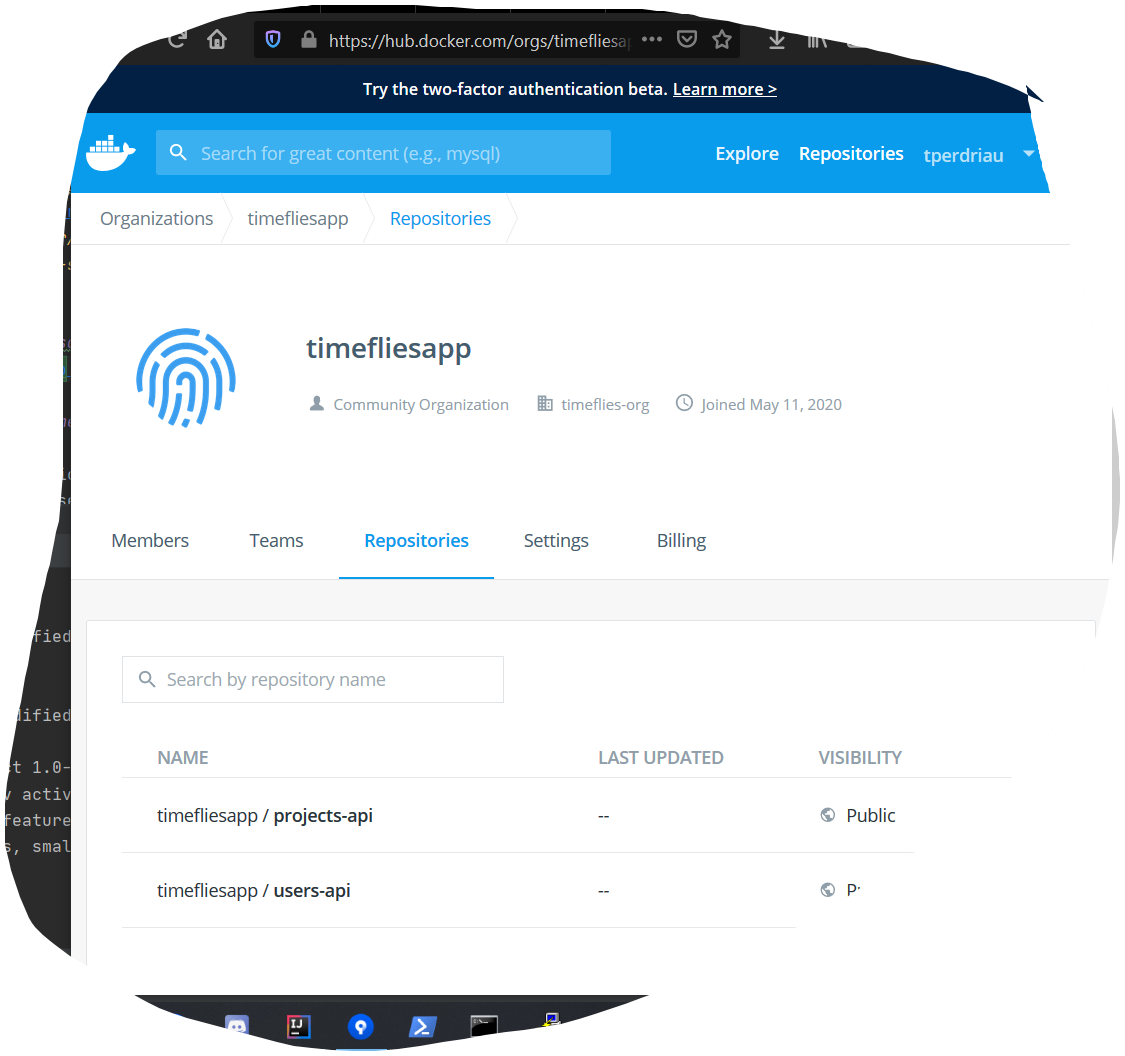 https://hub.docker.com/orgs/timefliesap
Try the two-factor authentication beta. Learn more >
Search for great content (e.g., mysql)
Explore Repositories tperdriau
Organizations timefliesapp Repositories
timefliesapp
Community Organization timeflies-org Joined May 11, 2020
Members Teams Repositories Settings Billing
Search by repository name
NAME LAST UPDATED VISIBILITY
timefliesapp / projects-api -- Public
timefliesapp / users-api --
fied
dified
ct 1.0-
v activ
feature
s, smal
IJ